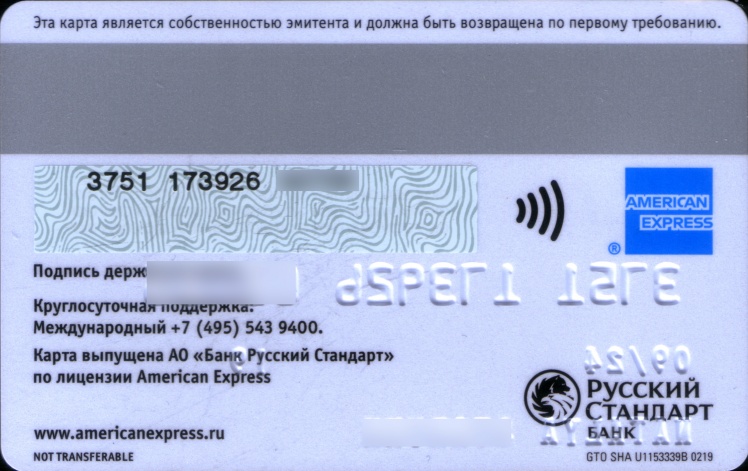 Эта карта является собственностью эмитента и должна быть возвращена по первому требованию.
3751 173926
AMERICAN
EXPRESS
®
Подпись держ
Круглосуточная поддержка:
Международный +7 (495) 543 9400.
09/24
Карта выпущена АО «Банк Русский Стандарт»
по лицензии American Express
РУССКИЙ
СТАНДАРТ
БАНК
www.americanexpress.ru
NOT TRANSFERABLE
GTO SHA U1153339B 0219